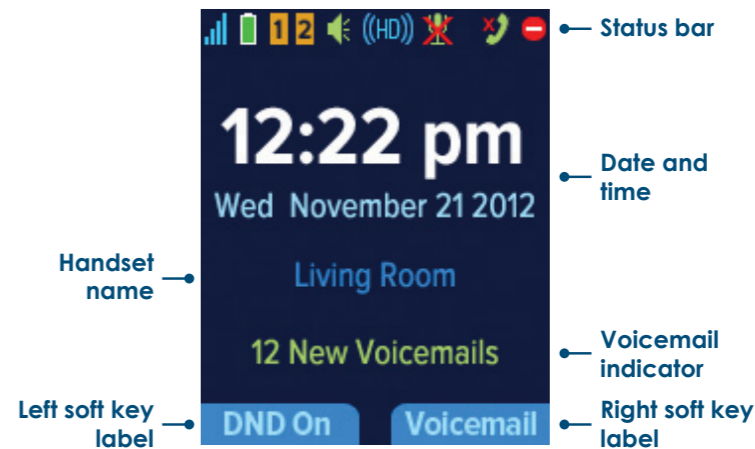 1 2 ((HD))
Status bar
12:22 pm
Wed November 21 2012
Date and
time
Handset
name
Living Room
12 New Voicemails
Voicemail
indicator
Left soft key
label
DND On
Voicemail
Right soft key
label